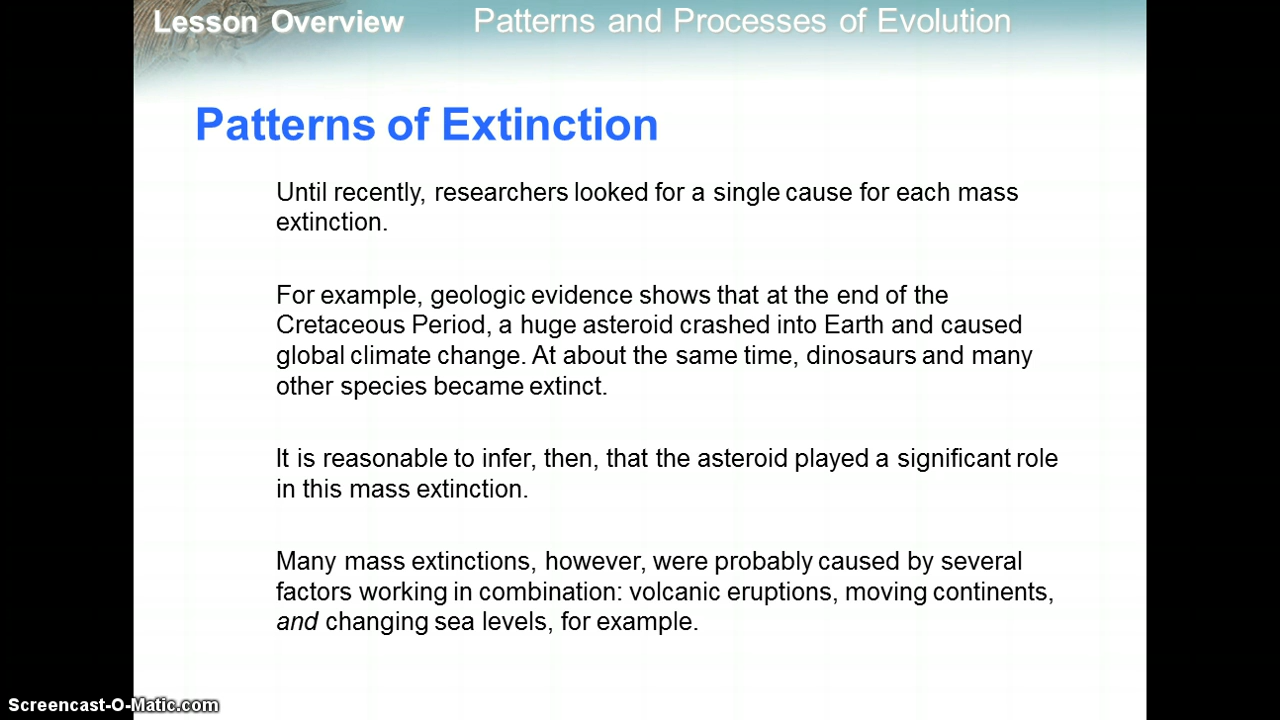 Lesson Overview Patterns and Processes of Evolution
Patterns of Extinction
Until recently, researchers looked for a single cause for each mass
extinction.
For example, geologic evidence shows that at the end of the
Cretaceous Period, a huge asteroid crashed into Earth and caused
global climate change. At about the same time, dinosaurs and many
other species became extinct.
It is reasonable to infer, then, that the asteroid played a significant role
in this mass extinction.
Many mass extinctions, however, were probably caused by several
factors working in combination: volcanic eruptions, moving continents,
and changing sea levels, for example.
Screencast-O-Matic.com